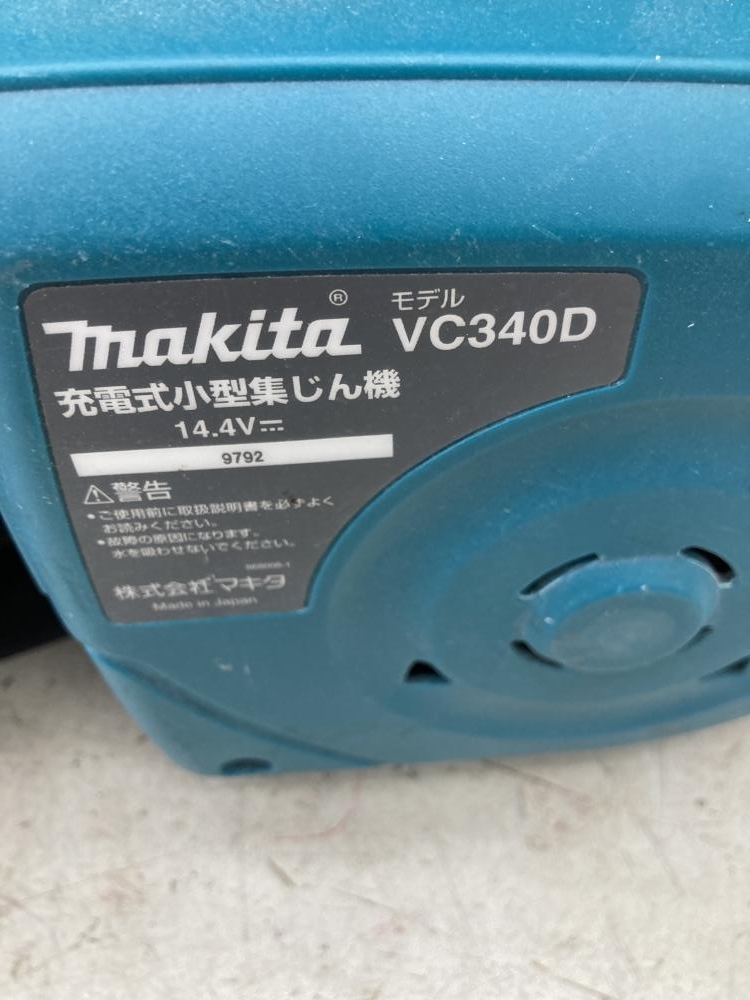 makita® モデル
VC340D
充電式小型集じん機
14.4V⎓
9792
⚠警告
•ご使用前に取扱説明書を必ずよく
お読みください。
•故障の原因になります。
水を吸わせないでください。
株式会社マキタ
Made in Japan